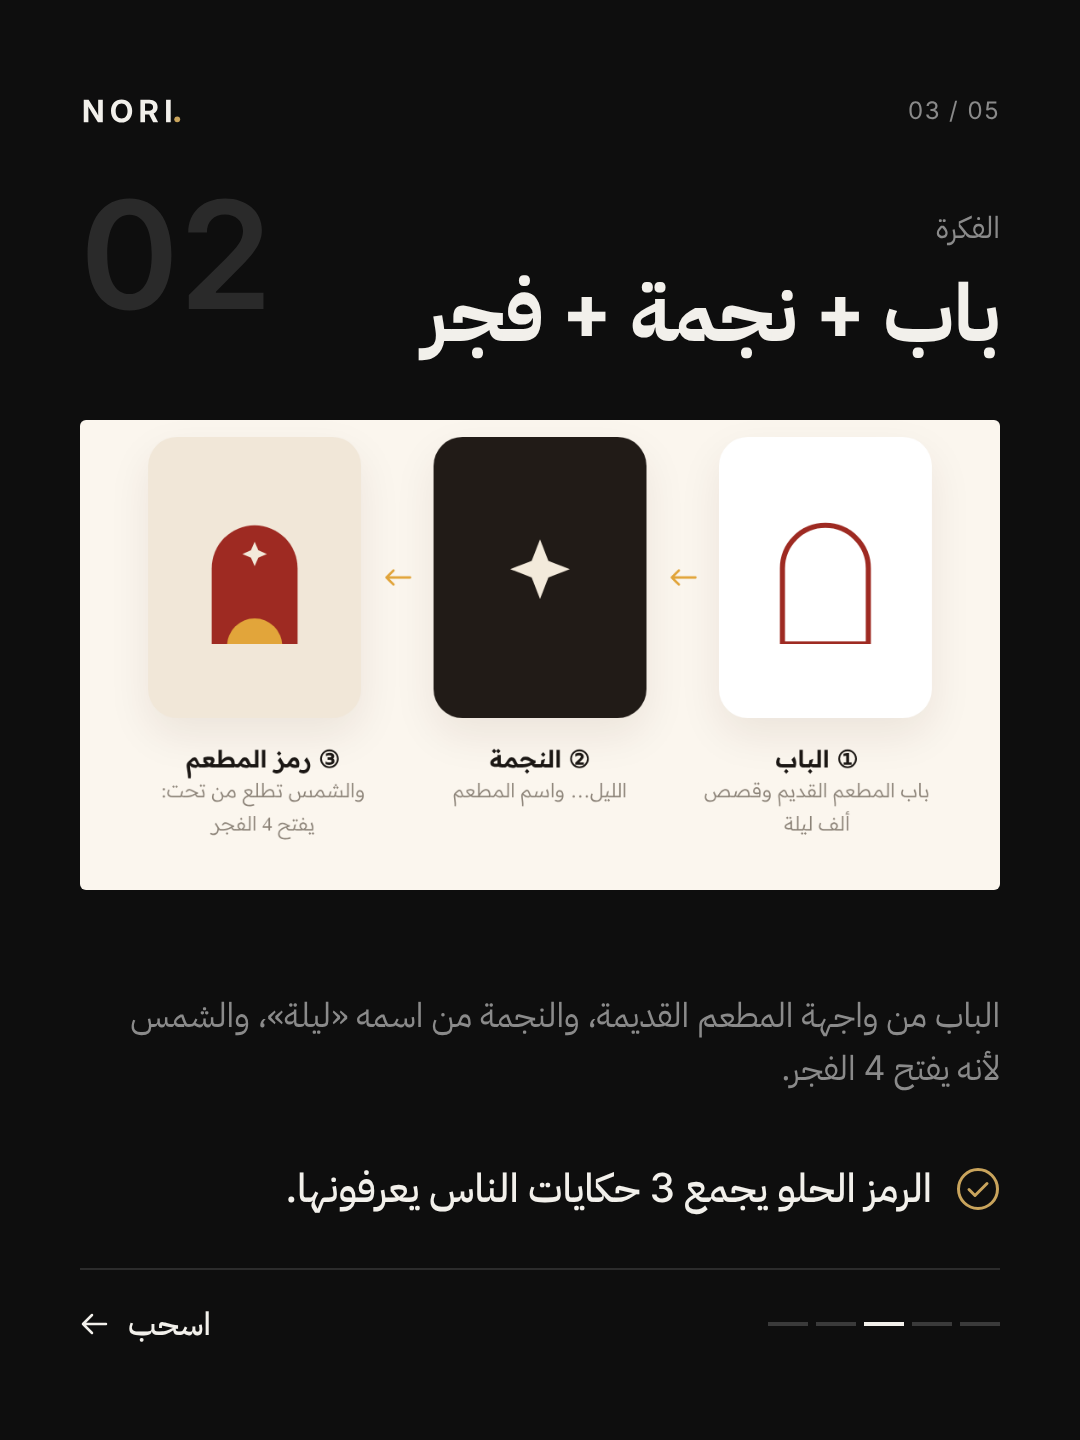 NORI.
03 / 05
02
الفكرة
باب + نجمة + فجر
① الباب
باب المطعم القديم وقصص
ألف ليلة
② النجمة
الليل... واسم المطعم
③ رمز المطعم
والشمس تطلع من تحت:
يفتح 4 الفجر
الباب من واجهة المطعم القديمة، والنجمة من اسمه «ليلة»، والشمس
لأنه يفتح 4 الفجر.
الرمز الحلو يجمع 3 حكايات الناس يعرفونها.
اسحب